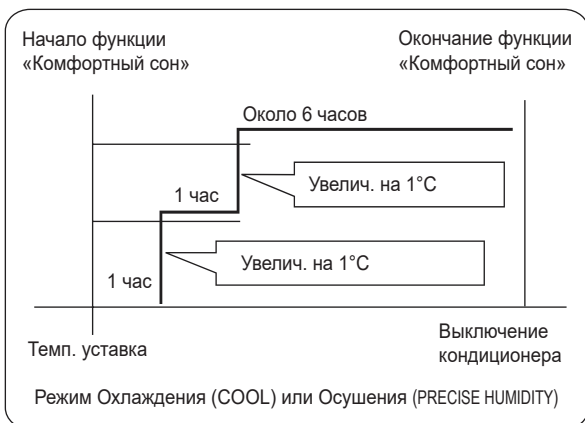 Начало функции
«Комфортный сон»
Окончание функции
«Комфортный сон»
Около 6 часов
Увелич. на 1°C
1 час
Увелич. на 1°C
1 час
Темп. уставка
Выключение
кондиционера
Режим Охлаждения (COOL) или Осушения (PRECISE HUMIDITY)